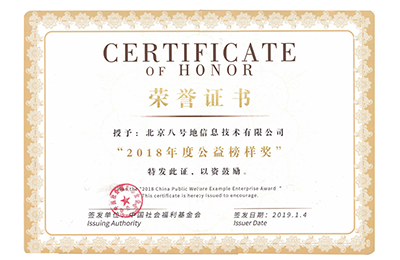 CERTIFICATE
OF HONOR
荣誉证书
授予：北京八号地信息技术有限公司
“2018年度公益榜样奖”
特发此证，以资鼓励。
the "2018 China Public Welfare Example Enterprise Award
This certificate is hereby issued to encourage.
签发单位：中国社会福利基金会
签发日期：2019.1.4
Issuing Authority
Issuer Date